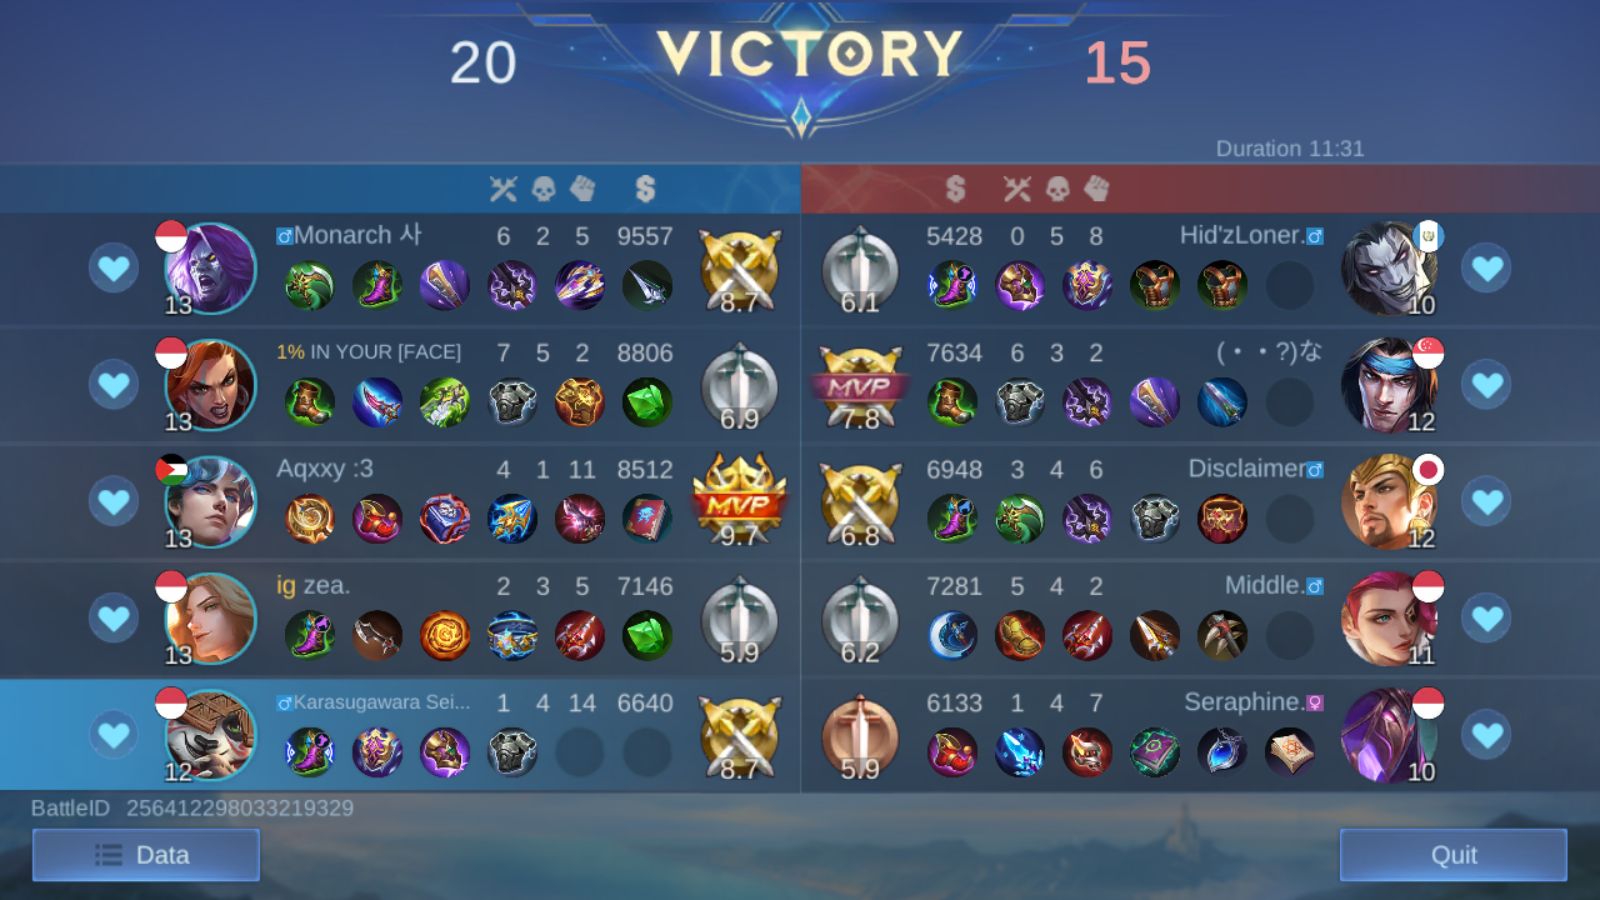 20 VICTORY 15
Duration 11:31
Monarch 사 6 2 5 9557
13 8.7
6.1 5428 0 5 8 Hid'zLoner.
10
1% IN YOUR [FACE] 7 5 2 8806
13 6.9
MVP 7.8 7634 6 3 2 (・・?)な
12
Aqxxy :3 4 1 11 8512
13 MVP 9.7
6.8 6948 3 4 6 Disclaimer
12
ig zea. 2 3 5 7146
13 5.9
6.2 7281 5 4 2 Middle.
11
Karasugawara Sei... 1 4 14 6640
12 8.7
5.9 6133 1 4 7 Seraphine.
10
BattleID 256412298033219329
Data Quit